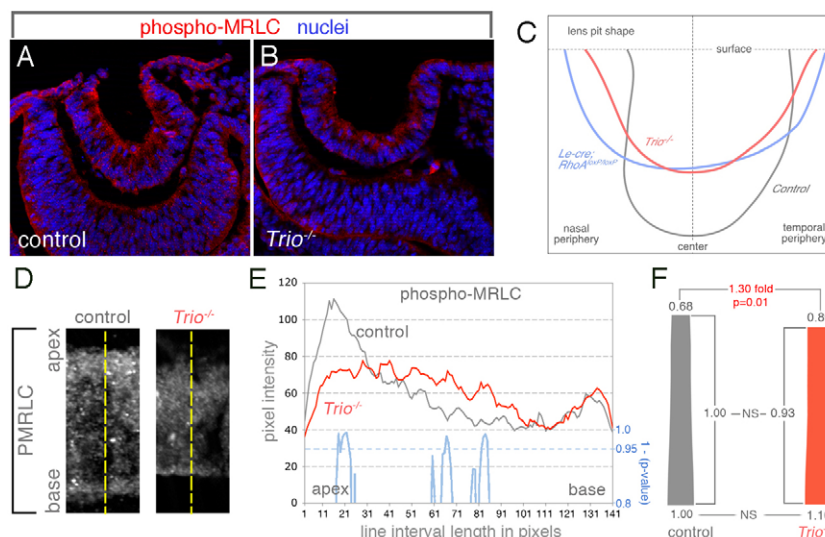 phospho-MRLC nuclei
A
control
B
Trio-/-
C
lens pit shape
surface
Trio-/-
Le-cre;
RhoAloxP/loxP
Control
nasal
periphery
center
temporal
periphery
D
control
Trio-/-
PMRLC
apex
base
E
phospho-MRLC
control
Trio-/-
pixel intensity
120
100
80
60
40
20
0
1.0
0.95
0.8
1 - (p-value)
apex
base
1 11 21 31 41 51 61 71 81 91 101 111 121 131 141
line interval length in pixels
F
1.30 fold
p=0.01
0.68
1.00
NS
0.93
1.00
NS
control